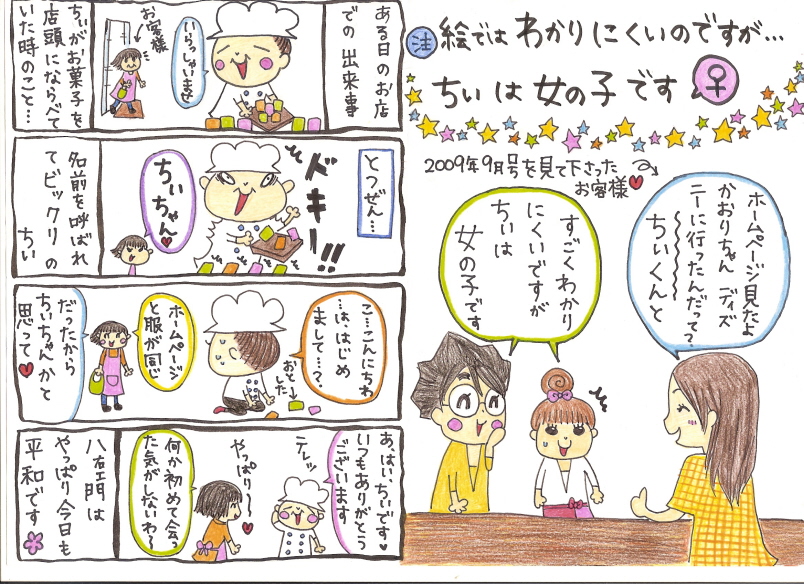 注 絵ではわかりにくいのですが…
ちぃは女の子です♀
2009年9月号を見て下さった
お客様♥
ホームページ見たよ
かおりちゃん ディズ
ニーに行ったんだって?
ちぃくんと
すごくわかり
にくいですが
ちぃは
女の子です
ある日のお店
での出来事
いらっしゃいませ
お客様
ちぃがお菓子を
店頭にならべて
いた時のこと…
とつぜん…
ドキー!!
ちぃちゃん♥
名前を呼ばれ
てビックリの
ちぃ
こ…こんにちわ
…は、はじめ
まして…?
おとした
ホームページ
と服が同じ
だったから
ちぃちゃんかと
思って♥
あ、はいちぃです♥
いつもありがとう
ございます
テレッ
やっぱり〜
何か初めて会っ
た気がしないわ〜
八右エ門は
やっぱり今日も
平和です